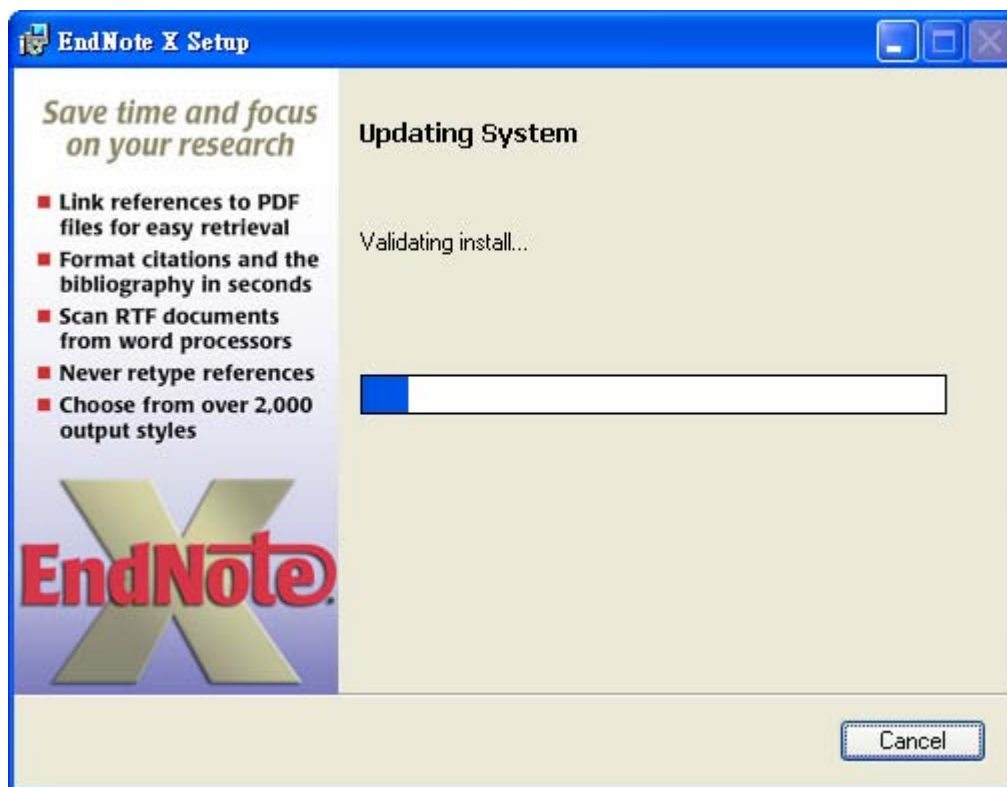 EndNote X Setup
Save time and focus
on your research
Link references to PDF
files for easy retrieval
Format citations and the
bibliography in seconds
Scan RTF documents
from word processors
Never retype references
Choose from over 2,000
output styles
X
EndNote.
Updating System
Validating install...
Cancel